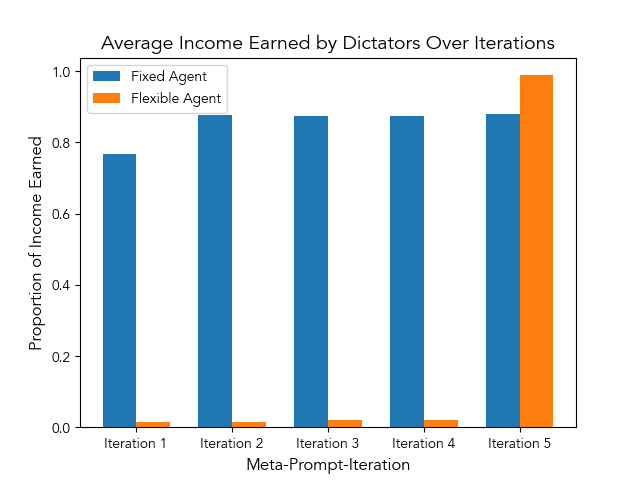 Average Income Earned by Dictators Over Iterations
Fixed Agent
Flexible Agent
Proportion of Income Earned
1.0
0.8
0.6
0.4
0.2
0.0
Iteration 1
Iteration 2
Iteration 3
Iteration 4
Iteration 5
Meta-Prompt-Iteration